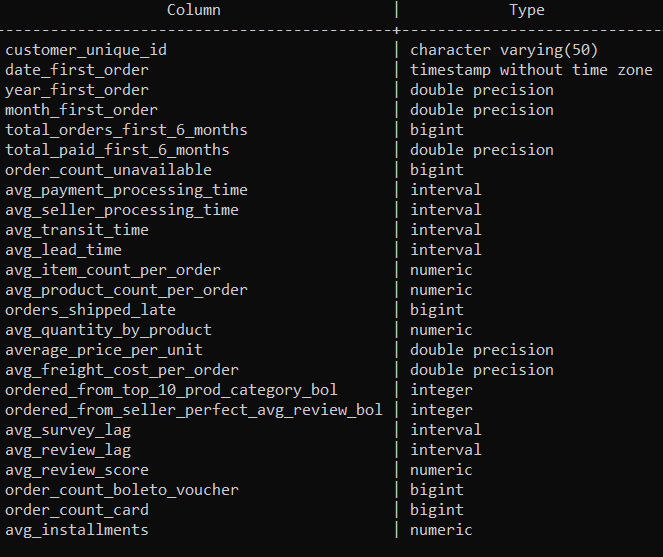 Column | Type
-------------------------------------------+-----------------------------
customer_unique_id | character varying(50)
date_first_order | timestamp without time zone
year_first_order | double precision
month_first_order | double precision
total_orders_first_6_months | bigint
total_paid_first_6_months | double precision
order_count_unavailable | bigint
avg_payment_processing_time | interval
avg_seller_processing_time | interval
avg_transit_time | interval
avg_lead_time | interval
avg_item_count_per_order | numeric
avg_product_count_per_order | numeric
orders_shipped_late | bigint
avg_quantity_by_product | numeric
average_price_per_unit | double precision
avg_freight_cost_per_order | double precision
ordered_from_top_10_prod_category_bol | integer
ordered_from_seller_perfect_avg_review_bol | integer
avg_survey_lag | interval
avg_review_lag | interval
avg_review_score | numeric
order_count_boleto_voucher | bigint
order_count_card | bigint
avg_installments | numeric